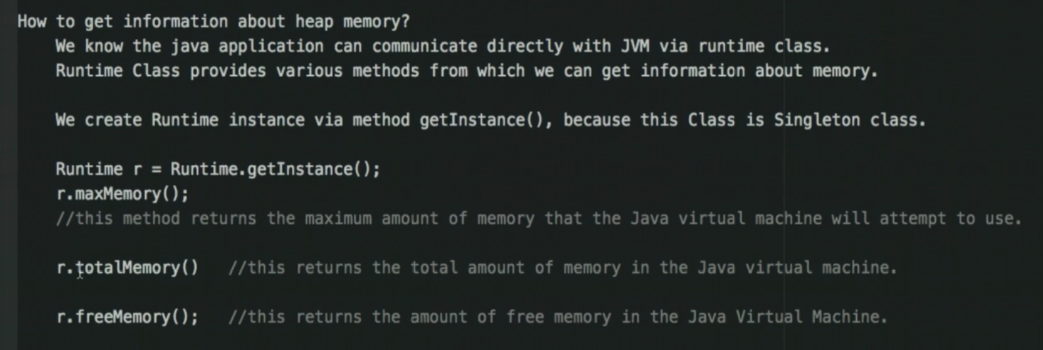 How to get information about heap memory?
We know the java application can communicate directly with JVM via runtime class.
Runtime Class provides various methods from which we can get information about memory.
We create Runtime instance via method getInstance(), because this Class is Singleton class.
Runtime r = Runtime.getInstance();
r.maxMemory();
//this method returns the maximum amount of memory that the Java virtual machine will attempt to use.
r.totalMemory()   //this returns the total amount of memory in the Java virtual machine.
r.freeMemory();   //this returns the amount of free memory in the Java Virtual Machine.